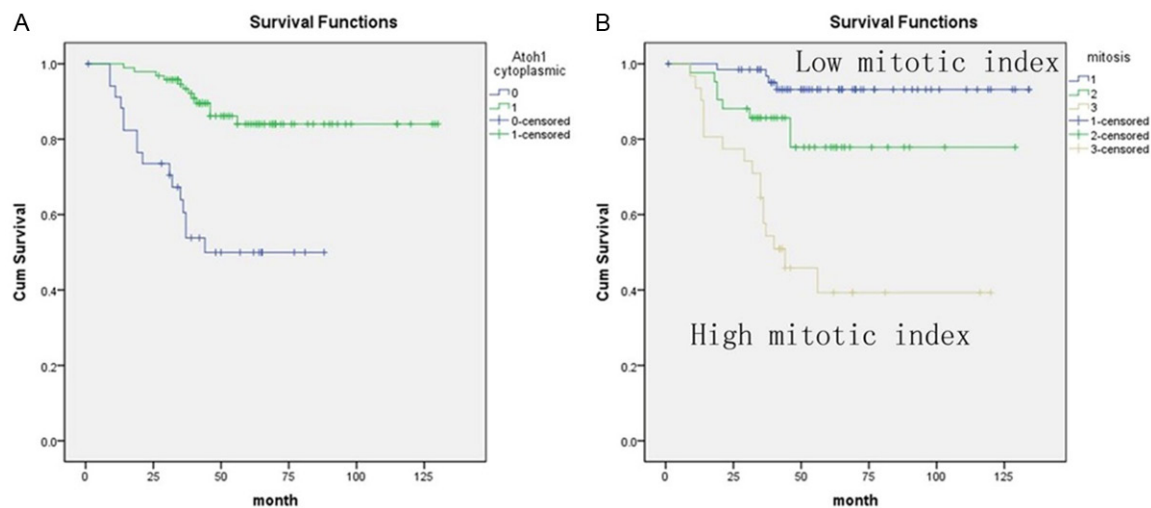 A
Survival Functions
Atoh1
cytoplasmic
0
1
0-censored
1-censored
Cum Survival
1.0
0.8
0.6
0.4
0.2
0.0
0
25
50
75
100
125
month
B
Survival Functions
Low mitotic index
High mitotic index
mitosis
1
2
3
1-censored
2-censored
3-censored
Cum Survival
1.0
0.8
0.6
0.4
0.2
0.0
0
25
50
75
100
125
month